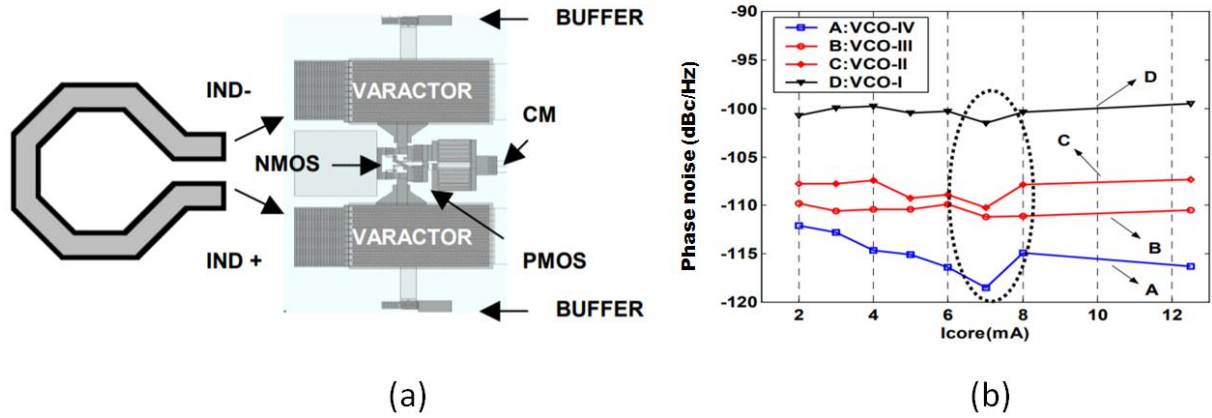 BUFFER
IND-
VARACTOR
CM
NMOS
VARACTOR
IND +
PMOS
BUFFER
(a)
-90
-95
-100
-105
-110
-115
-120
Phase noise (dBc/Hz)
A:VCO-IV
B:VCO-III
C:VCO-II
D:VCO-I
D
C
B
A
2 4 6 8 10 12
Icore(mA)
(b)